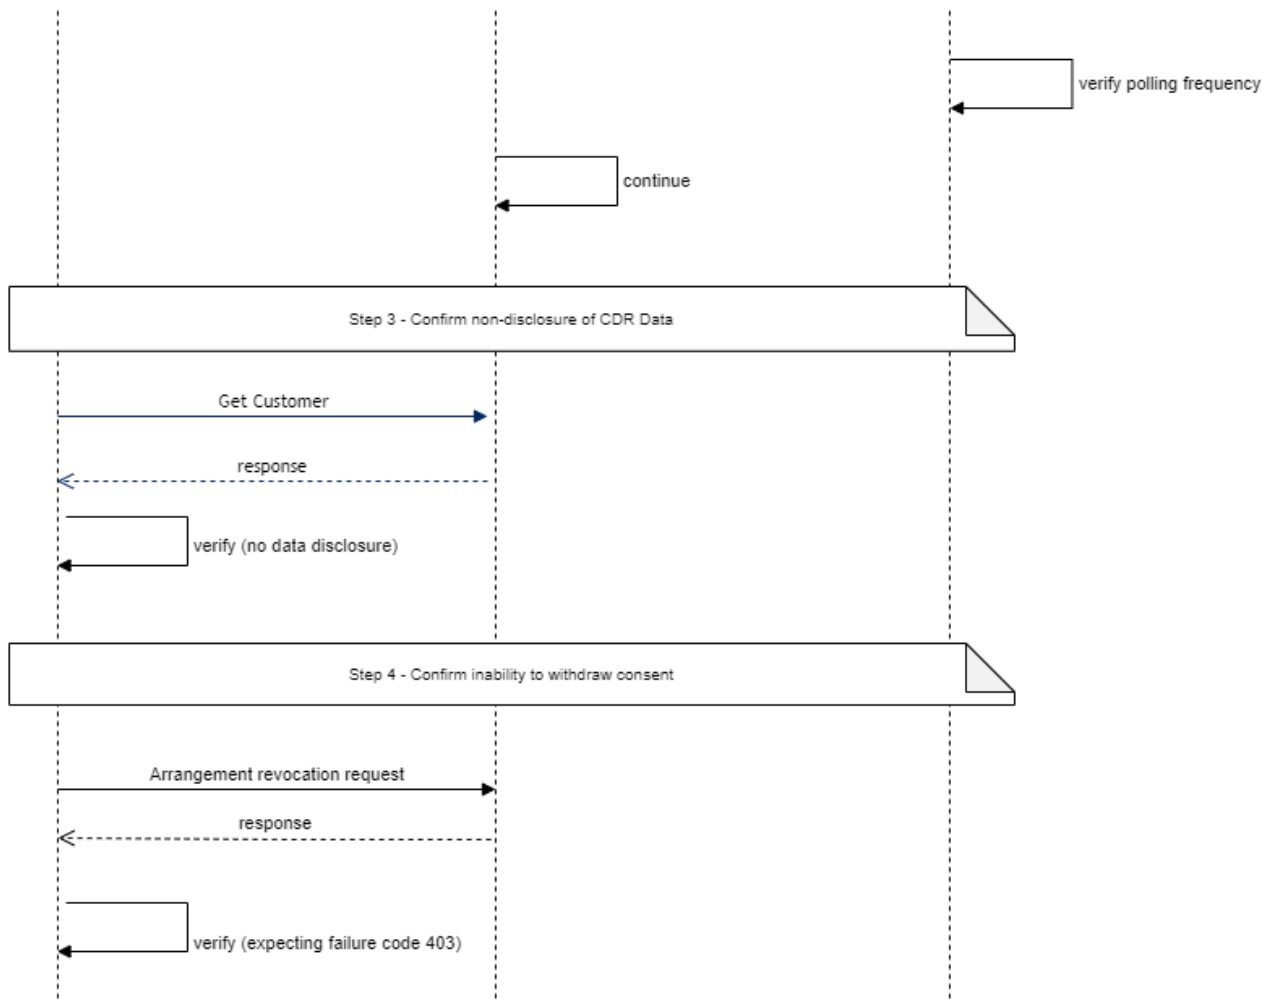 verify polling frequency
continue
Step 3 - Confirm non-disclosure of CDR Data
Get Customer
response
verify (no data disclosure)
Step 4 - Confirm inability to withdraw consent
Arrangement revocation request
response
verify (expecting failure code 403)